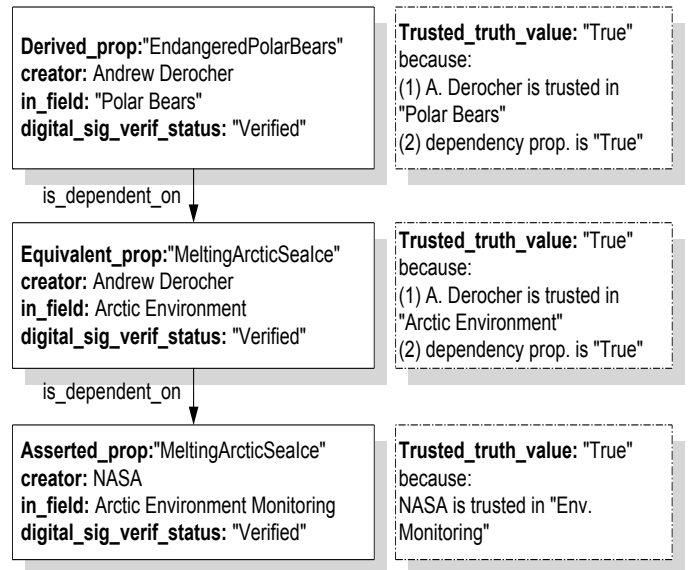 Derived_prop:"EndangeredPolarBears"
creator: Andrew Derocher
in_field: "Polar Bears"
digital_sig_verif_status: "Verified"
Trusted_truth_value: "True"
because:
(1) A. Derocher is trusted in
"Polar Bears"
(2) dependency prop. is "True"
is_dependent_on
Equivalent_prop:"MeltingArcticSeaIce"
creator: Andrew Derocher
in_field: Arctic Environment
digital_sig_verif_status: "Verified"
Trusted_truth_value: "True"
because:
(1) A. Derocher is trusted in
"Arctic Environment"
(2) dependency prop. is "True"
is_dependent_on
Asserted_prop:"MeltingArcticSeaIce"
creator: NASA
in_field: Arctic Environment Monitoring
digital_sig_verif_status: "Verified"
Trusted_truth_value: "True"
because:
NASA is trusted in "Env.
Monitoring"